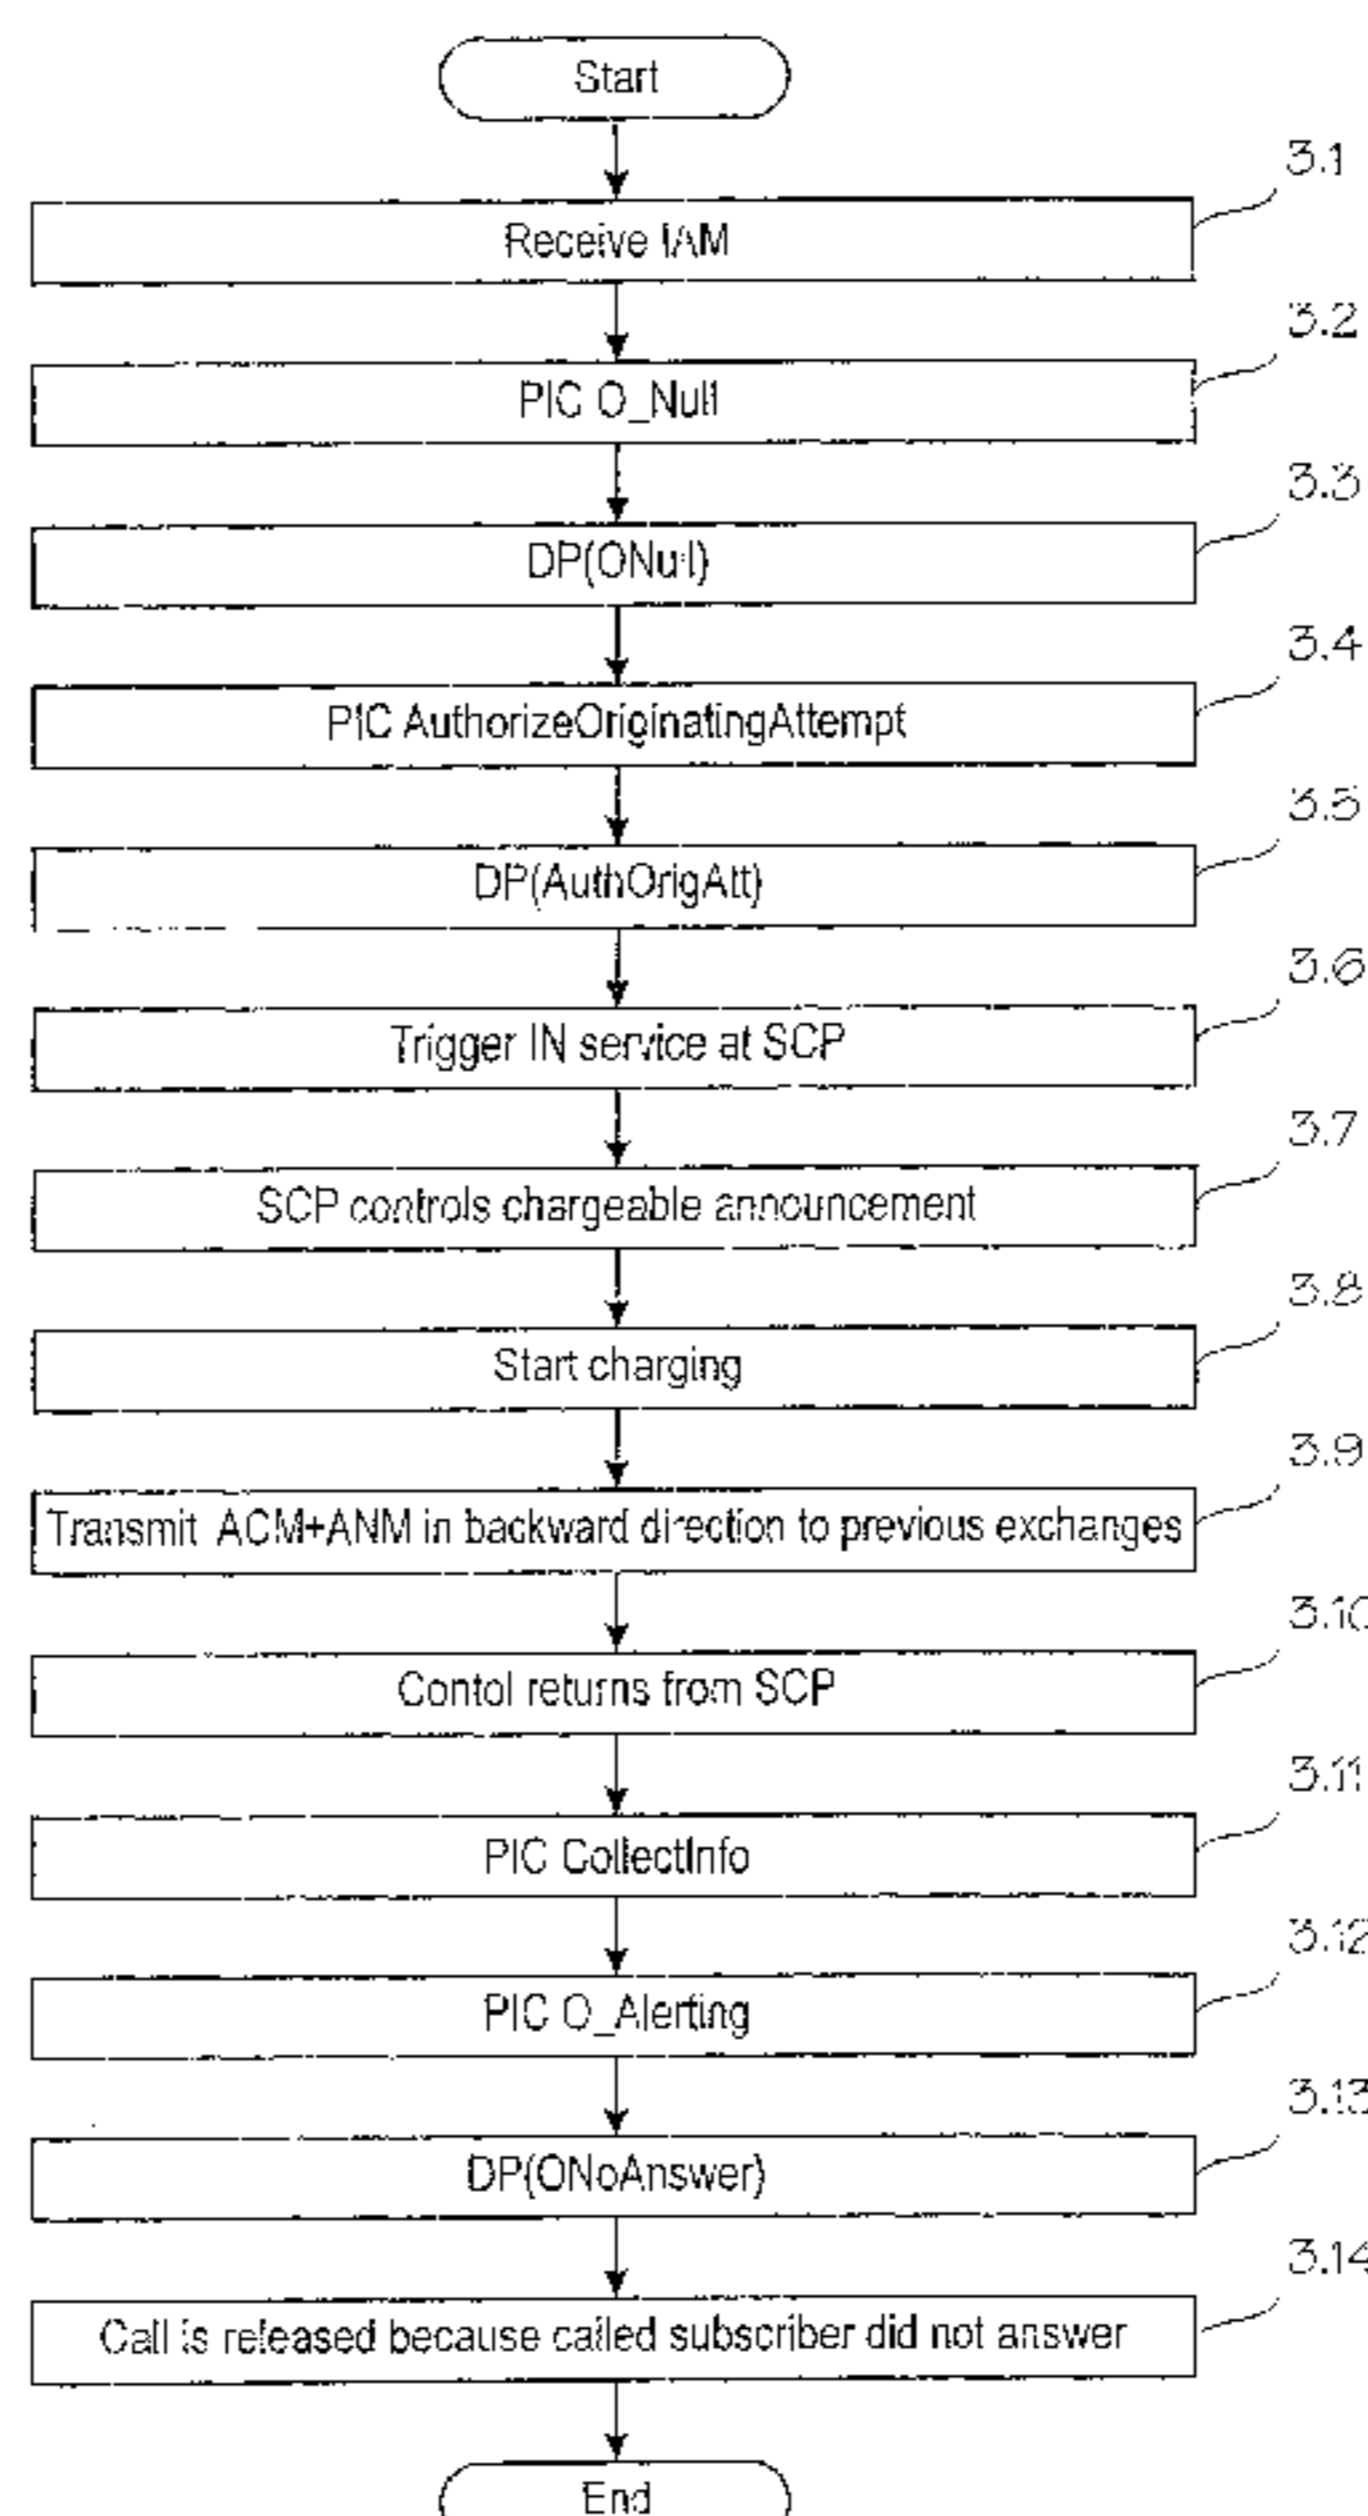 Start
3.1
Receive IAM
3.2
PIC O_Null
3.3
DP(ONull)
3.4
PIC AuthorizeOriginatingAttempt
3.5
DP(AuthOrigAtt)
3.6
Trigger IN service at SCP
3.7
SCP controls chargeable announcement
3.8
Start charging
3.9
Transmit ACM+ANM in backward direction to previous exchanges
3.10
Contol returns from SCP
3.11
PIC CollectInfo
3.12
PIC O_Alerting
3.13
DP(ONoAnswer)
3.14
Call is released because called subscriber did not answer
End